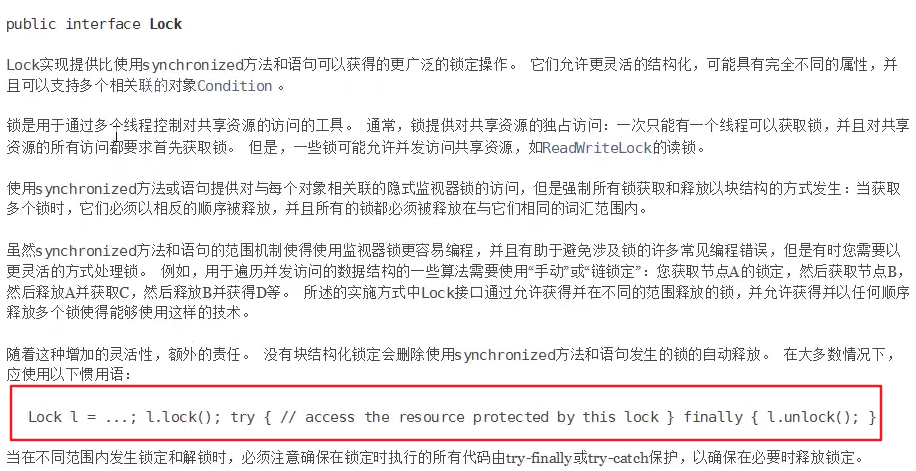 public interface Lock
Lock实现提供比使用synchronized方法和语句可以获得的更广泛的锁定操作。 它们允许更灵活的结构化，可能具有完全不同的属性，并
且可以支持多个相关联的对象Condition 。
锁是用于通过多个线程控制对共享资源的访问的工具。 通常，锁提供对共享资源的独占访问：一次只能有一个线程可以获取锁，并且对共享
资源的所有访问都要求首先获取锁。 但是，一些锁可能允许并发访问共享资源，如ReadWriteLock的读锁。
使用synchronized方法或语句提供对与每个对象相关联的隐式监视器锁的访问，但是强制所有锁获取和释放以块结构的方式发生：当获取
多个锁时，它们必须以相反的顺序被释放，并且所有的锁都必须被释放在与它们相同的词汇范围内。
虽然synchronized方法和语句的范围机制使得使用监视器锁更容易编程，并且有助于避免涉及锁的许多常见编程错误，但是有时您需要以
更灵活的方式处理锁。 例如，用于遍历并发访问的数据结构的一些算法需要使用“手动”或“链锁定”：您获取节点A的锁定，然后获取节点B，
然后释放A并获取C，然后释放B并获得D等。 所述的实施方式中Lock接口通过允许获得并在不同的范围释放的锁，并允许获得并以任何顺序
释放多个锁使得能够使用这样的技术。
随着这种增加的灵活性，额外的责任。 没有块结构化锁定会删除使用synchronized方法和语句发生的锁的自动释放。 在大多数情况下，
应使用以下惯用语：
Lock l = ...; l.lock(); try { // access the resource protected by this lock } finally { l.unlock(); }
当在不同范围内发生锁定和解锁时，必须注意确保在锁定时执行的所有代码由try-finally或try-catch保护，以确保在必要时释放锁定。